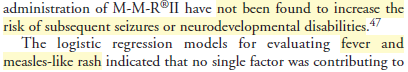 administration of M-M-R®II have not been found to increase the
risk of subsequent seizures or neurodevelopmental disabilities.47
The logistic regression models for evaluating fever and
measles-like rash indicated that no single factor was contributing to